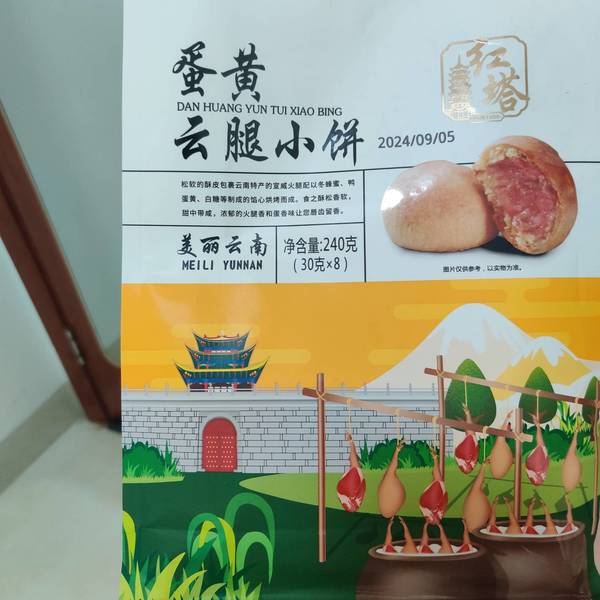 蛋黄
DAN HUANG YUN TUI XIAO BING
云腿小饼
红塔
2024/09/05
松软的酥皮包裹云南特产的宣威火腿配以冬蜂蜜、鸭
蛋黄、白糖等制成的馅心烘烤而成。食之酥松香软，
甜中带咸，浓郁的火腿香和蛋香味让您唇齿留香。
美丽云南
MEILI YUNNAN
净含量:240克
（30克×8）
图片仅供参考，以实物为准。